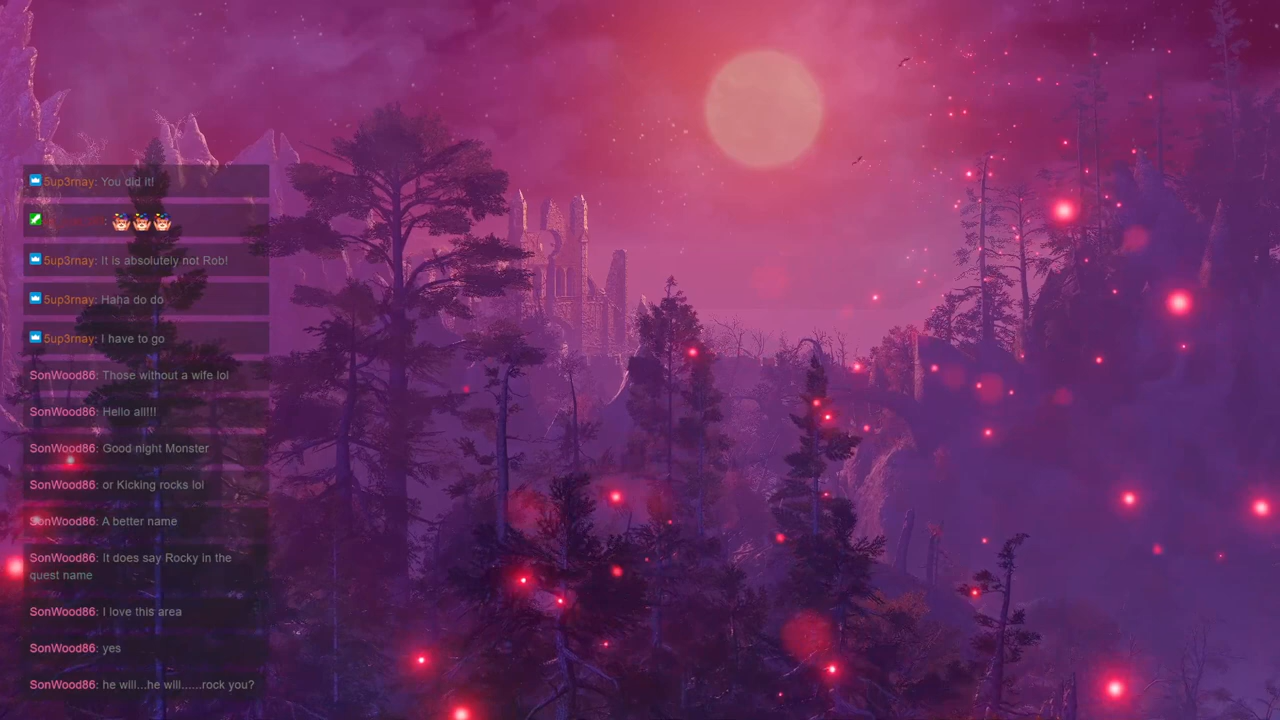 5up3rnay: You did it!
5up3rnay: It is absolutely not Rob!
5up3rnay: Haha do do
5up3rnay: I have to go
SonWood86: Those without a wife lol
SonWood86: Hello all!!!
SonWood86: Good night Monster
SonWood86: or Kicking rocks lol
SonWood86: A better name
SonWood86: It does say Rocky in the
quest name
SonWood86: I love this area
SonWood86: yes
SonWood86: he will...he will......rock you?